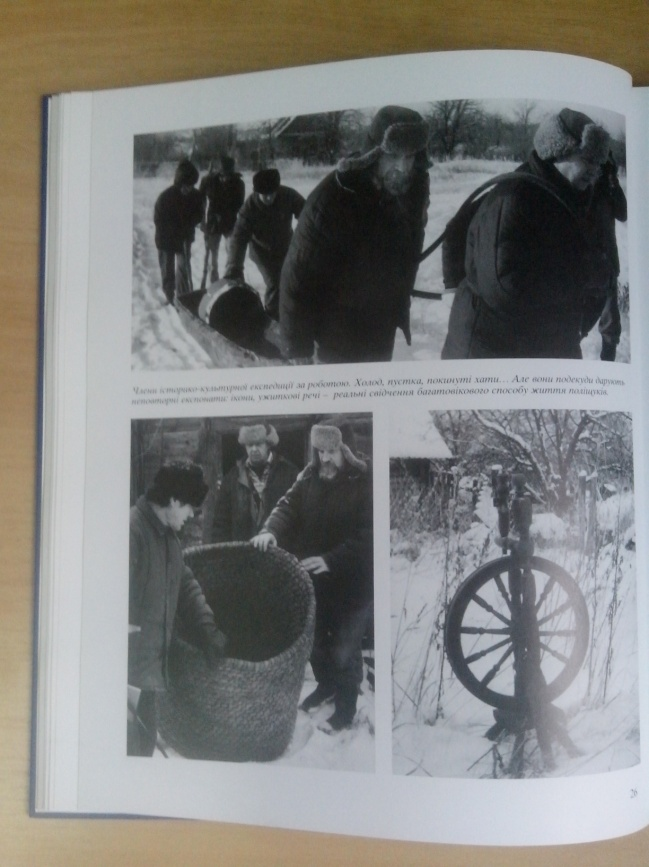 Члени історико-культурної експедиції за роботою. Холод, пустка, покинуті хати... Але вони подекуди дарують
неповторні експонати: ікони, ужиткові речі – реальні свідчення багатовікового способу життя поліщуків.
26